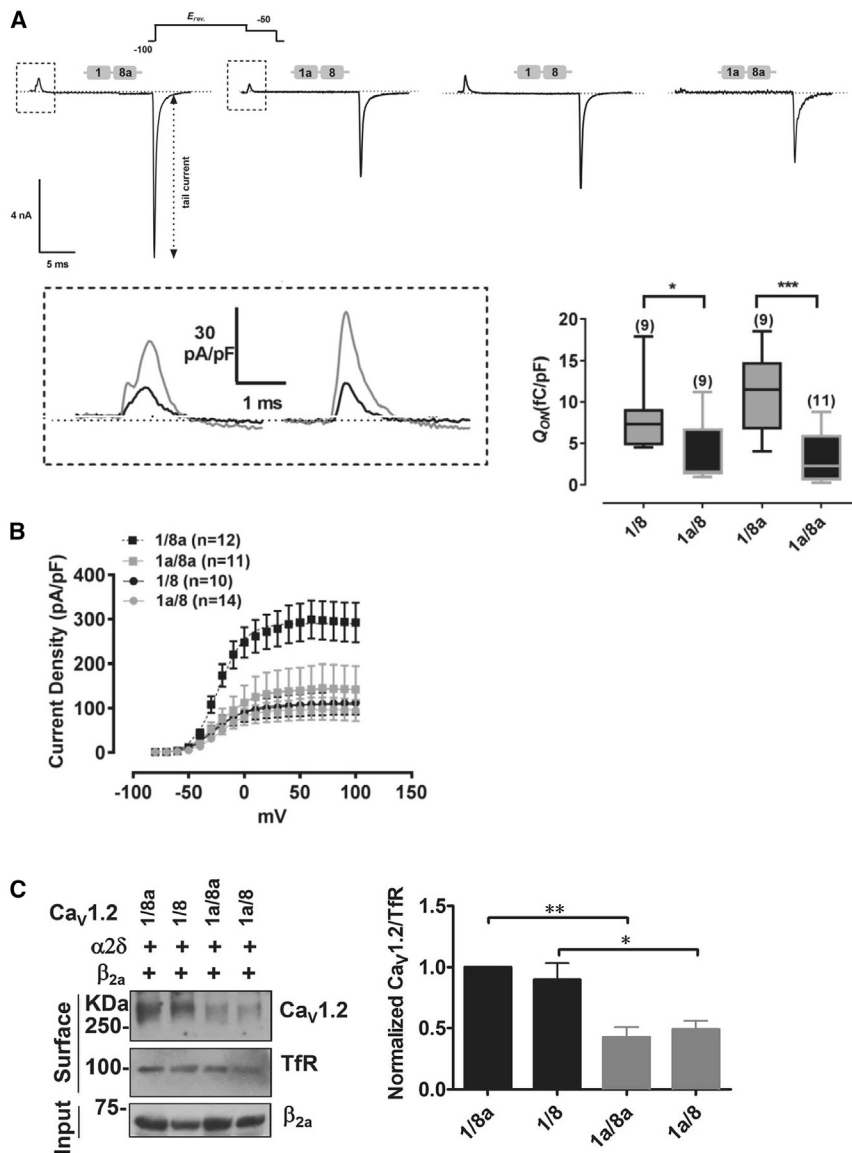 A
E rev.
-50
-100
1 8a
1a 8
1 8
1a 8a
tail current
4 nA
5 ms
30
pA/pF
1 ms
*
***
(9)
(9)
(9)
(11)
20
15
10
5
0
Q ON(fC/pF)
1/8
1a/8
1/8a
1a/8a
B
1/8a (n=12)
1a/8a (n=11)
1/8 (n=10)
1a/8 (n=14)
400
300
200
100
0
Current Density (pA/pF)
-100 -50 0 50 100 150
mV
C
CaV1.2
1/8a
1/8
1a/8a
1a/8
α2δ + + + +
β2a + + + +
KDa
250-
CaV1.2
Surface
100-
TfR
75-
Input
β2a
Normalized CaV1.2/TfR
1.5
1.0
0.5
0.0
**
*
1/8a
1/8
1a/8a
1a/8